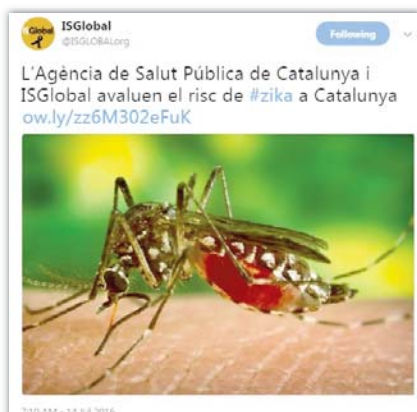 Global
ISGlobal
@ISGLOBALorg
Following
L'Agència de Salut Pública de Catalunya i
ISGlobal avaluen el risc de #zika a Catalunya
ow.ly/zz6M302eFuK